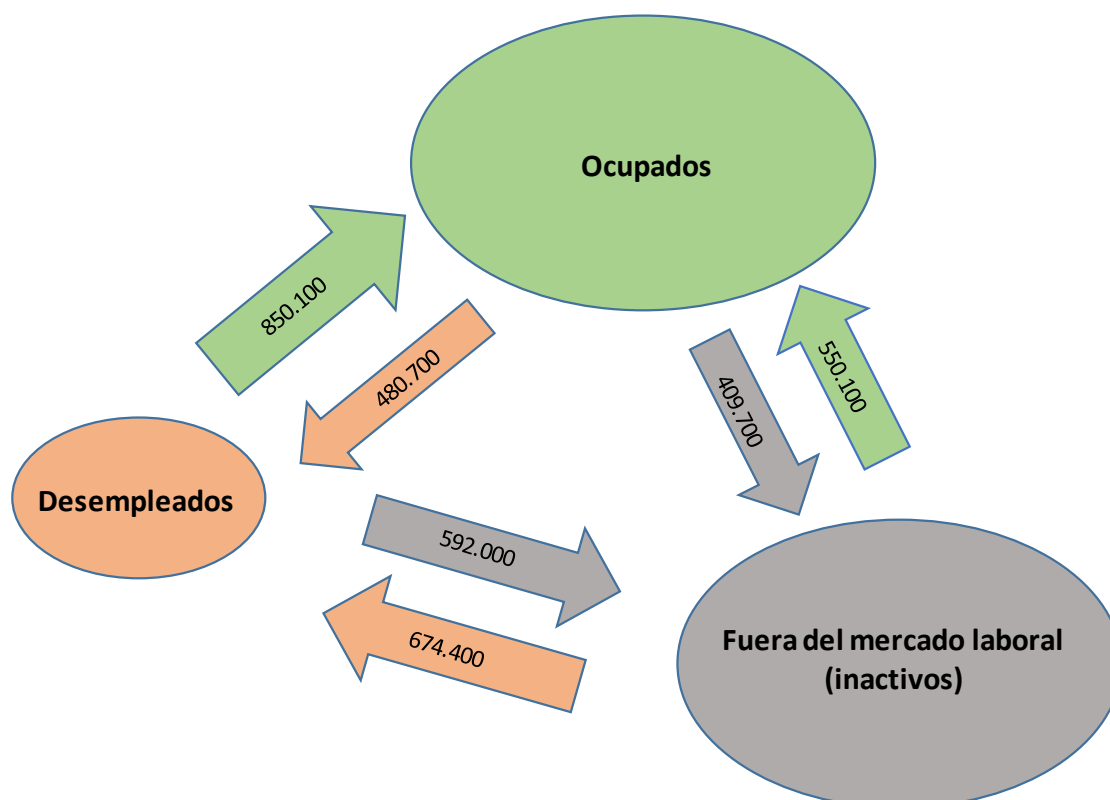 Ocupados
850.100
480.700
409.700
550.100
Desempleados
592.000
674.400
Fuera del mercado laboral
(inactivos)